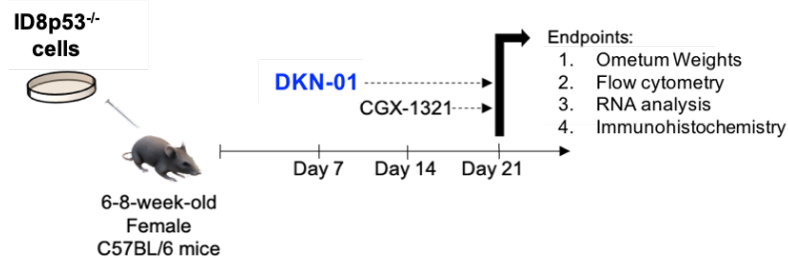 ID8p53-/-
cells
6-8-week-old
Female
C57BL/6 mice
DKN-01
CGX-1321
Day 7
Day 14
Day 21
Endpoints:
1. Ometum Weights
2. Flow cytometry
3. RNA analysis
4. Immunohistochemistry